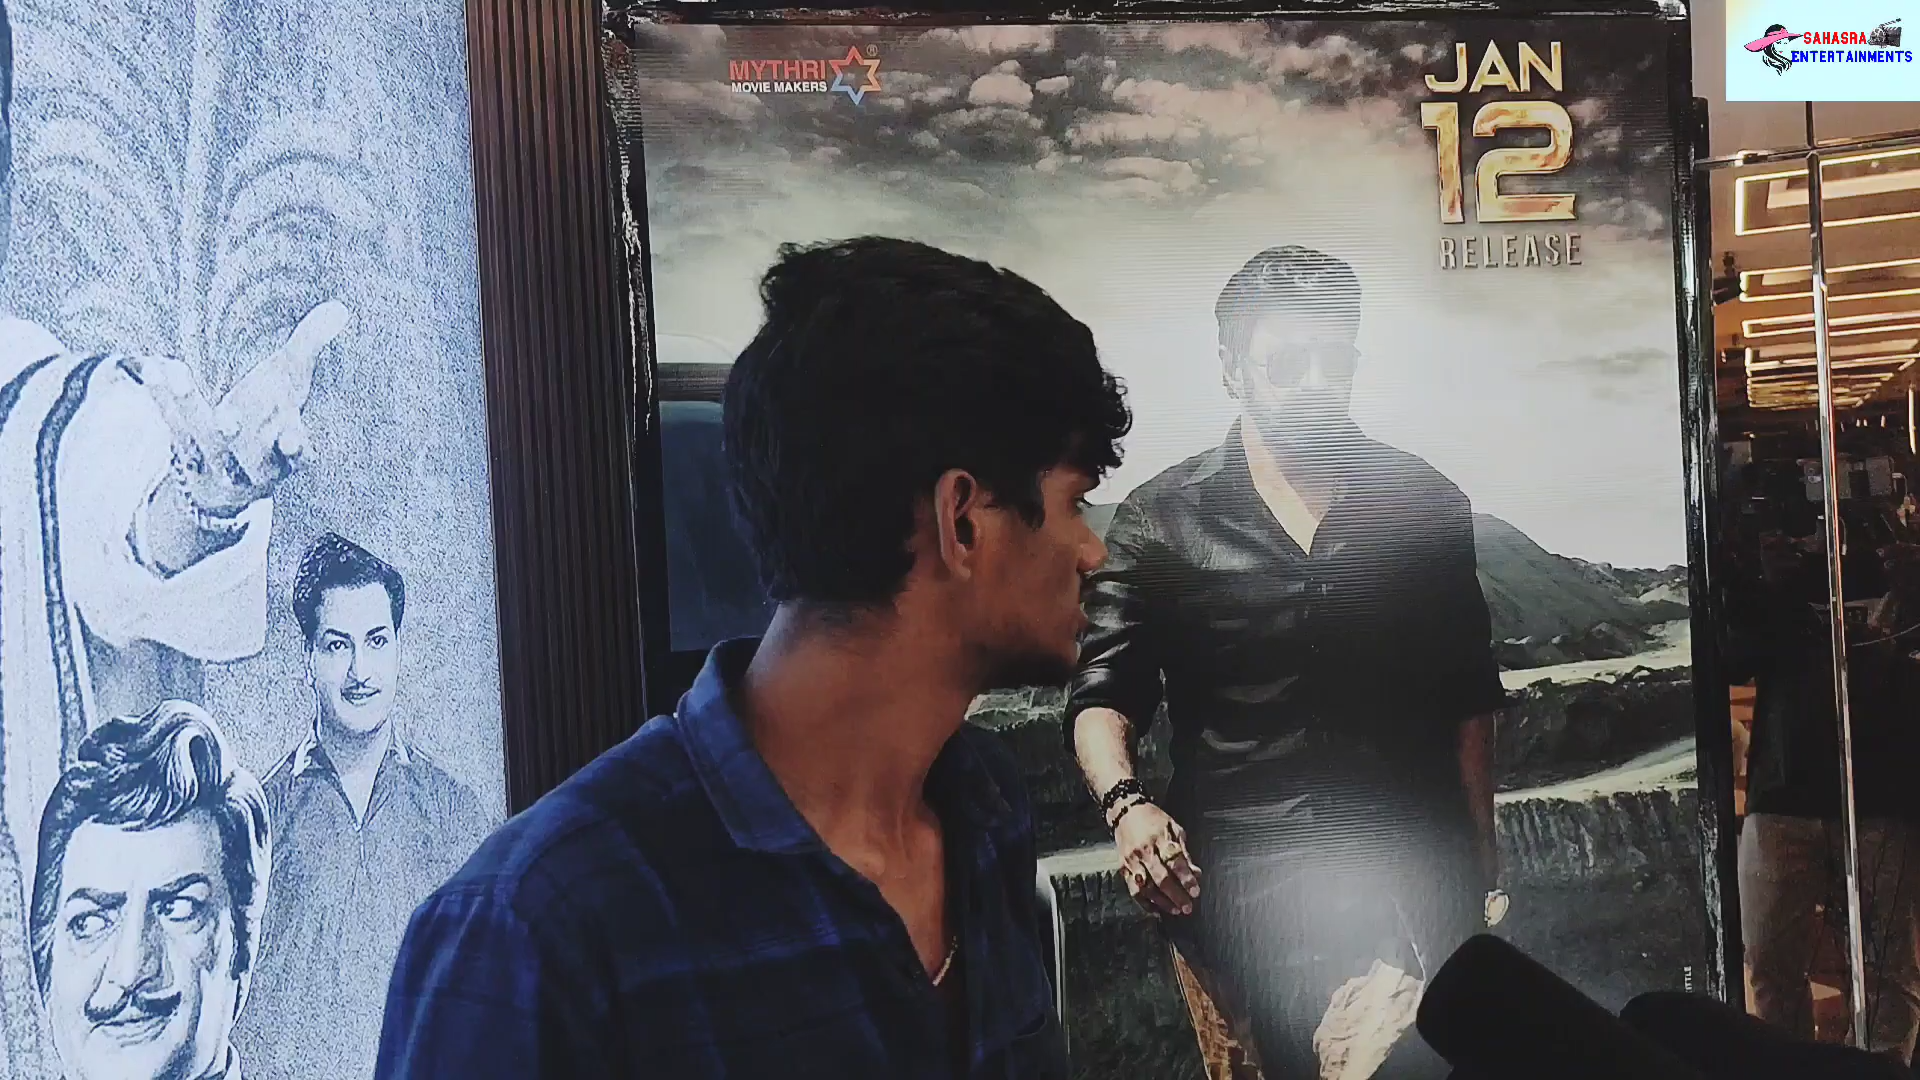 MYTHRI
MOVIE MAKERS
®
JAN
12
RELEASE
SAHASRA
ENTERTAINMENTS